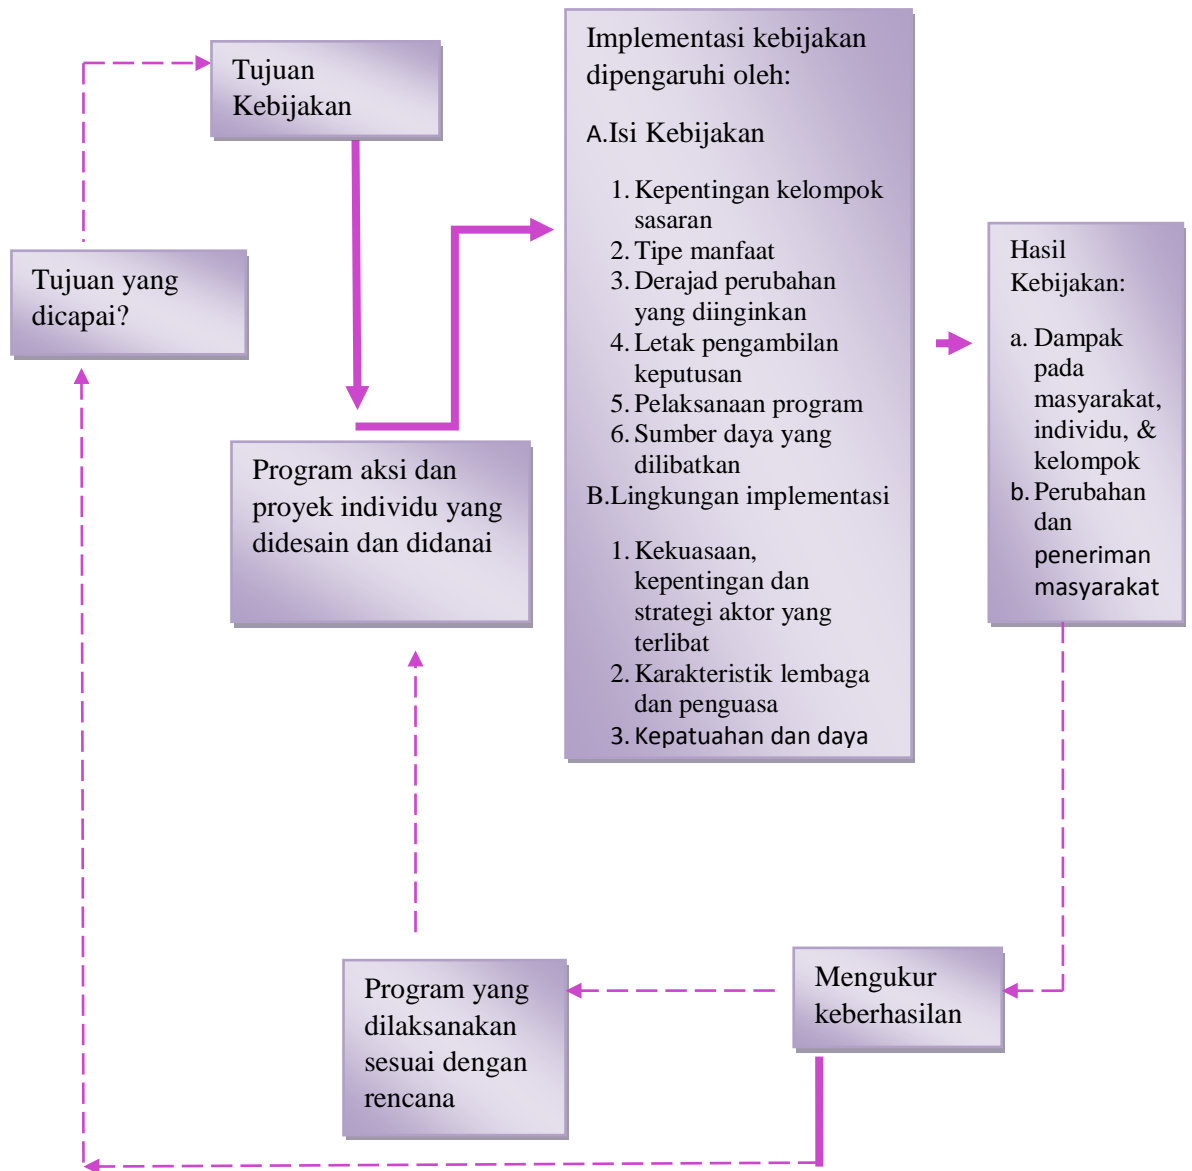 Tujuan
Kebijakan
Tujuan yang
dicapai?
Program aksi dan
proyek individu yang
didesain dan didanai
Implementasi kebijakan
dipengaruhi oleh:
A.Isi Kebijakan
1. Kepentingan kelompok
sasaran
2. Tipe manfaat
3. Derajad perubahan
yang diinginkan
4. Letak pengambilan
keputusan
5. Pelaksanaan program
6. Sumber daya yang
dilibatkan
B.Lingkungan implementasi
1. Kekuasaan,
kepentingan dan
strategi aktor yang
terlibat
2. Karakteristik lembaga
dan penguasa
3. Kepatuahan dan daya
Hasil
Kebijakan:
a. Dampak
pada
masyarakat,
individu, &
kelompok
b. Perubahan
dan
peneriman
masyarakat
Mengukur
keberhasilan
Program yang
dilaksanakan
sesuai dengan
rencana